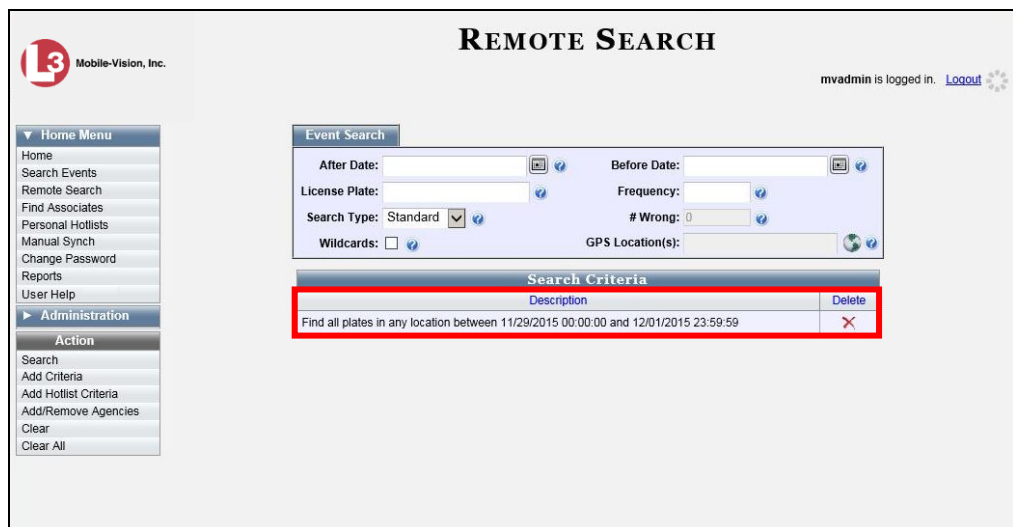 REMOTE SEARCH
L3 Mobile-Vision, Inc.
mvadmin is logged in. Logout
▼ Home Menu
Home
Search Events
Remote Search
Find Associates
Personal Hotlists
Manual Synch
Change Password
Reports
User Help
► Administration
Action
Search
Add Criteria
Add Hotlist Criteria
Add/Remove Agencies
Clear
Clear All
Event Search
After Date: Before Date:
License Plate: Frequency:
Search Type: Standard # Wrong: 0
Wildcards: GPS Location(s):
Search Criteria
Description Delete
Find all plates in any location between 11/29/2015 00:00:00 and 12/01/2015 23:59:59